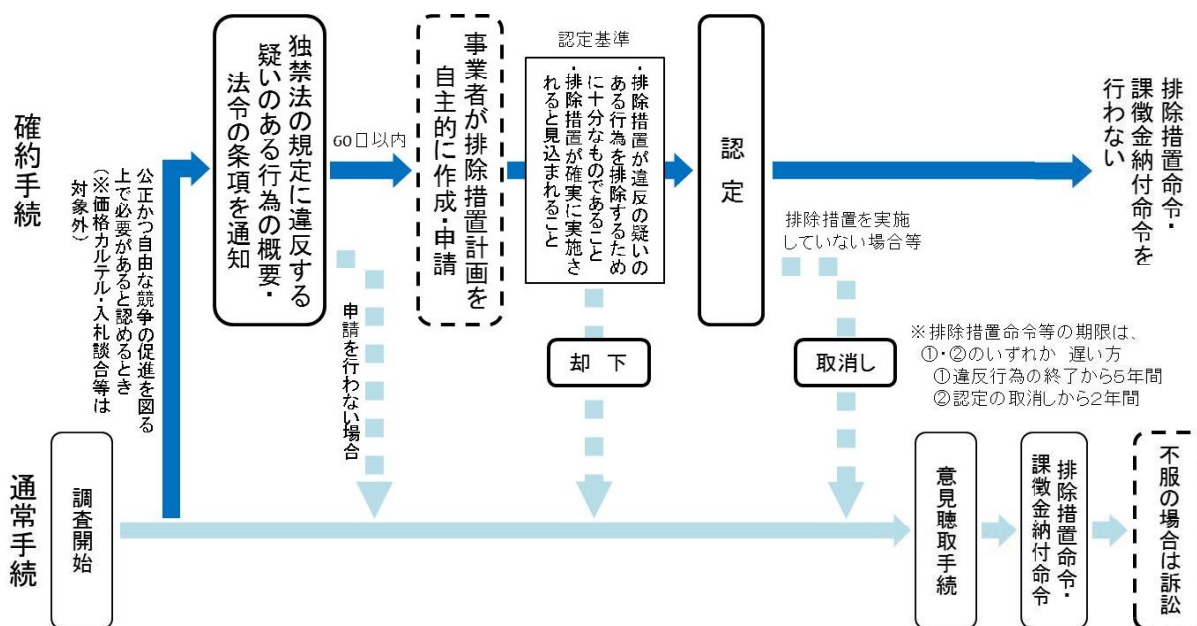 確約手続
公正かつ自由な競争の促進を図る
上で必要があると認めるとき
（※価格カルテル・入札談合等は
対象外）
独禁法の規定に違反する
疑いのある行為の概要・
法令の条項を通知
60日以内
事業者が排除措置計画を
自主的に作成・申請
認定基準
・排除措置が違反の疑いの
ある行為を排除するため
に十分なものであること
・排除措置が確実に実施さ
れると見込まれること
認定
排除措置命令・
課徴金納付命令を
行わない
申請を行わない場合
却下
排除措置を実施
していない場合等
取消し
※排除措置命令等の期限は、
①・②のいずれか 遅い方
①違反行為の終了から5年間
②認定の取消しから2年間
通常手続
調査開始
意見聴取手続
排除措置命令・
課徴金納付命令
不服の場合は訴訟